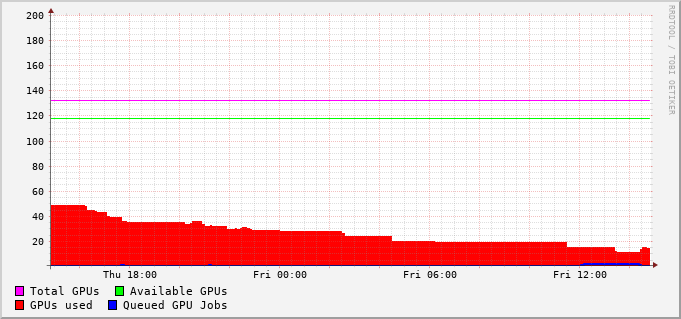 200
180
160
140
120
100
80
60
40
20
Thu 18:00 Fri 00:00 Fri 06:00 Fri 12:00
Total GPUs Available GPUs
GPUs used Queued GPU Jobs
RRDTOOL / TOBI OETIKER